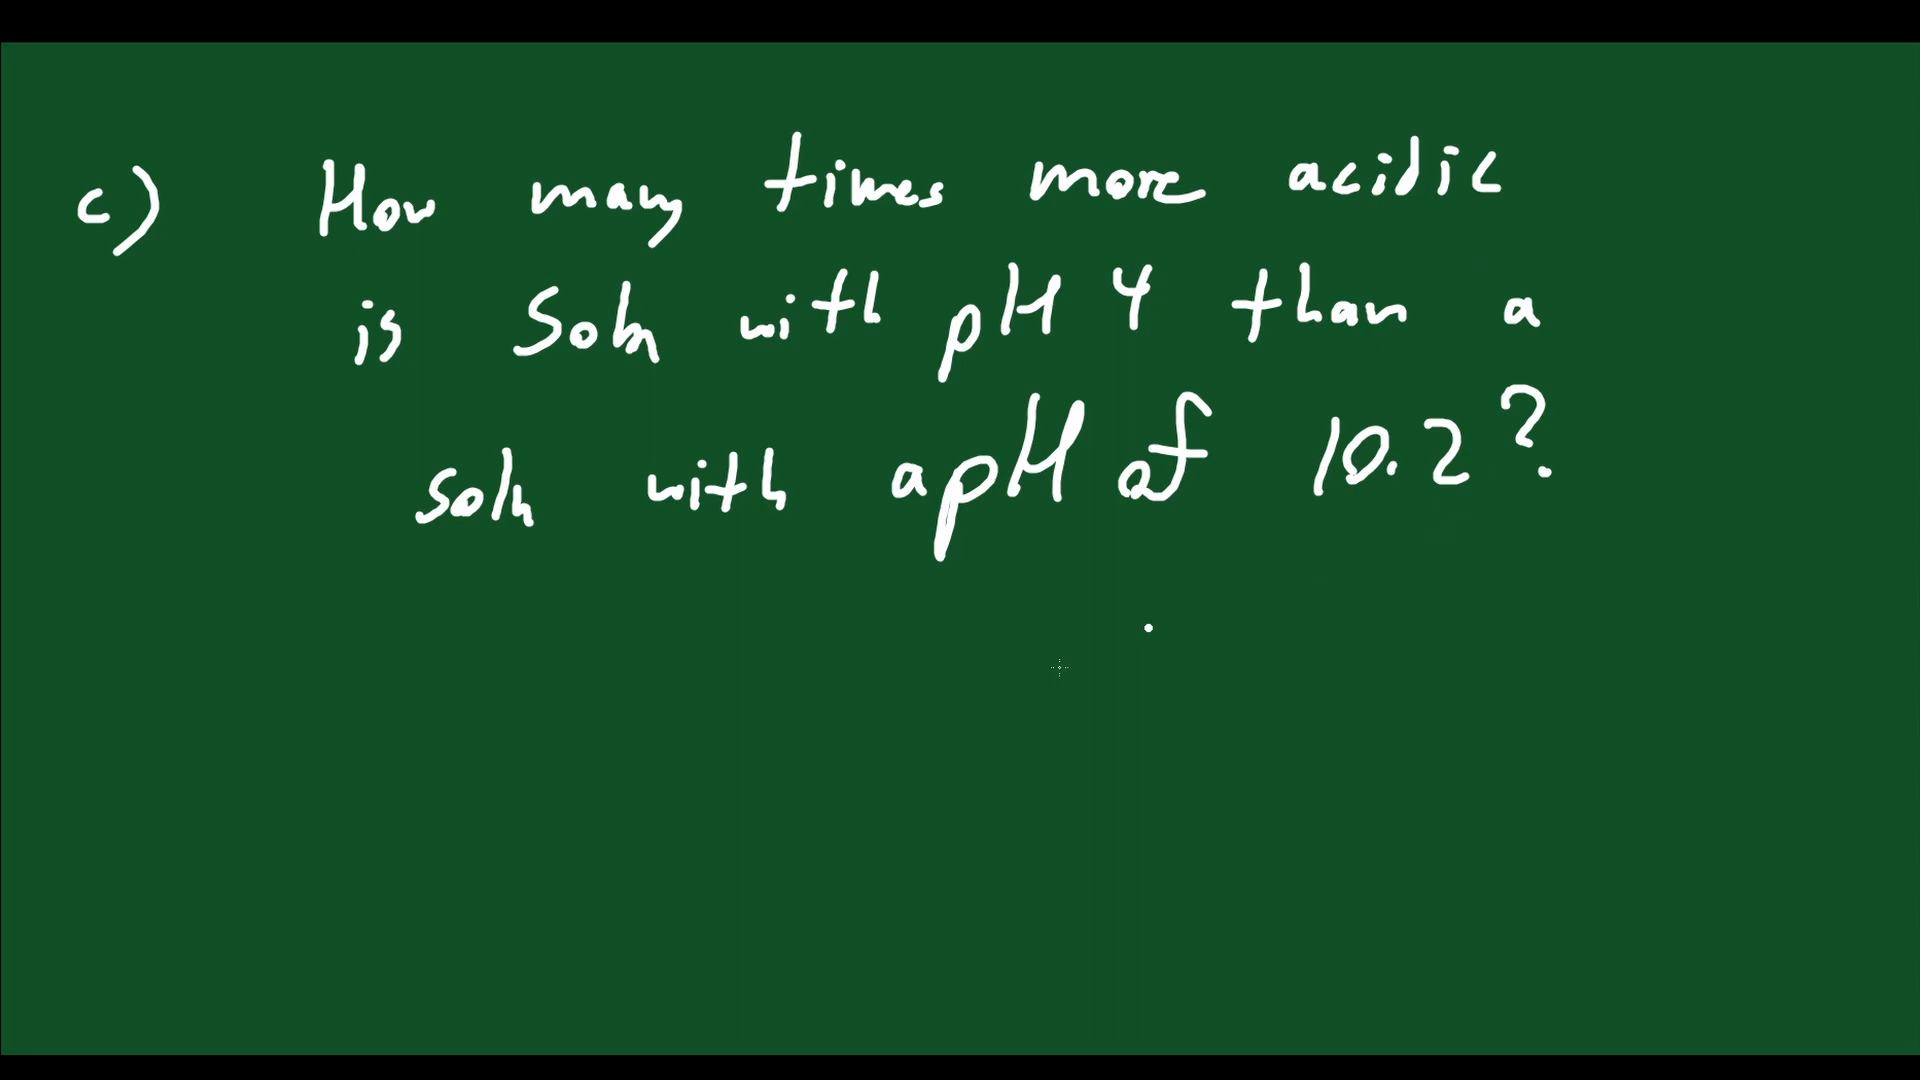 c) How many times more acidic
is Soln with pH 4 than a
soln with a pH of 10.2?